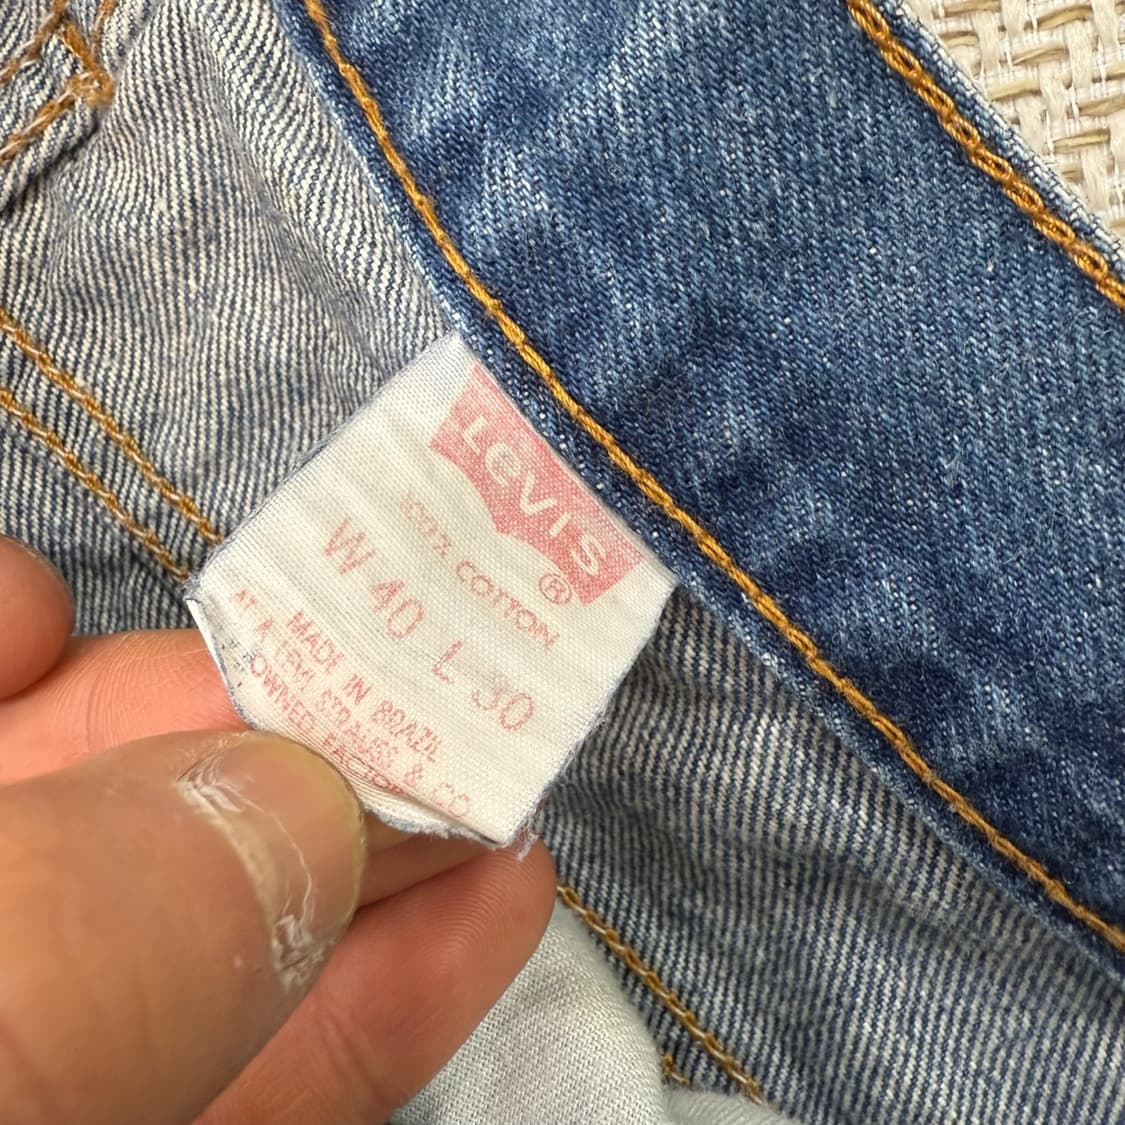 Levi's®
100% COTTON
W 40 L 30
MADE IN BRAZIL
AT A LEVI STRAUSS & CO
OWNED FACTORY